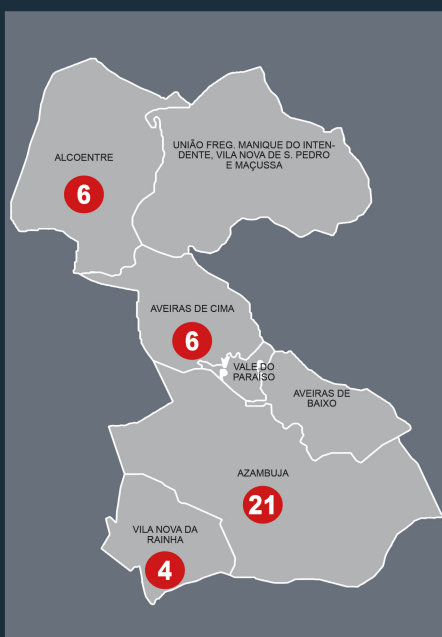 UNIÃO FREG. MANIQUE DO INTEN-
DENTE, VILA NOVA DE S. PEDRO
E MAÇUSSA
ALCOENTRE
6
AVEIRAS DE CIMA
6
VALE DO
PARAÍSO
AVEIRAS DE
BAIXO
AZAMBUJA
21
VILA NOVA DA
RAINHA
4